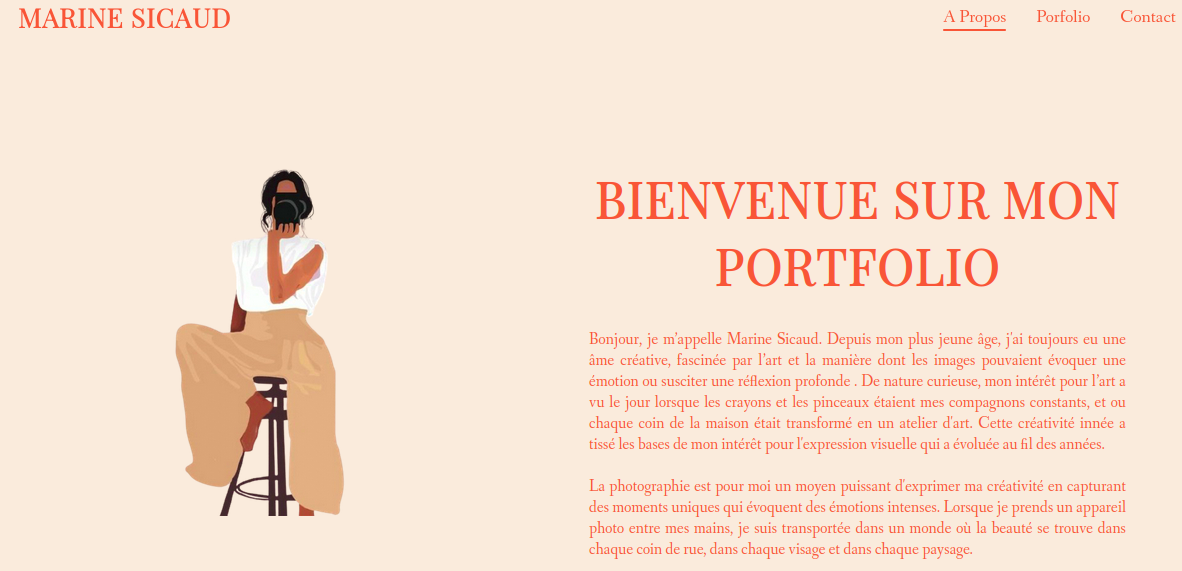 MARINE SICAUD
A Propos
Porfolio
Contact
BIENVENUE SUR MON
PORTFOLIO
Bonjour, je m'appelle Marine Sicaud. Depuis mon plus jeune âge, j'ai toujours eu une
âme créative, fascinée par l'art et la manière dont les images pouvaient évoquer une
émotion ou susciter une réflexion profonde . De nature curieuse, mon intérêt pour l'art a
vu le jour lorsque les crayons et les pinceaux étaient mes compagnons constants, et ou
chaque coin de la maison était transformé en un atelier d'art. Cette créativité innée a
tissé les bases de mon intérêt pour l'expression visuelle qui a évoluée au fil des années.
La photographie est pour moi un moyen puissant d'exprimer ma créativité en capturant
des moments uniques qui évoquent des émotions intenses. Lorsque je prends un appareil
photo entre mes mains, je suis transportée dans un monde où la beauté se trouve dans
chaque coin de rue, dans chaque visage et dans chaque paysage.